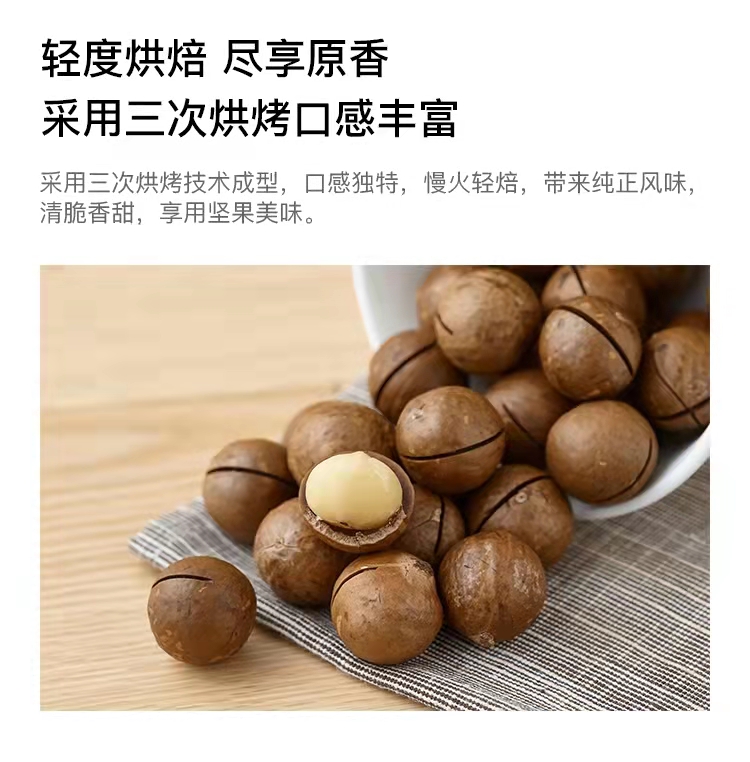 轻度烘焙 尽享原香
采用三次烘烤口感丰富
采用三次烘烤技术成型，口感独特，慢火轻焙，带来纯正风味，
清脆香甜，享用坚果美味。